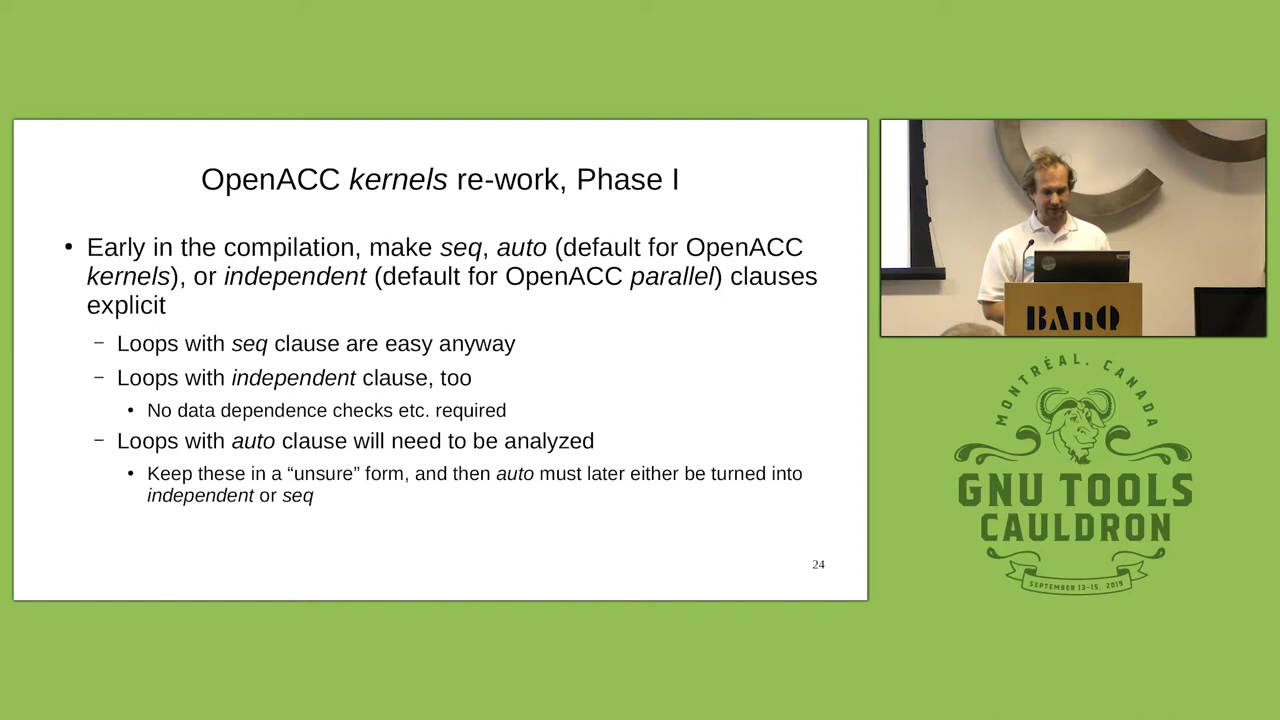 OpenACC kernels re-work, Phase I
• Early in the compilation, make seq, auto (default for OpenACC
kernels), or independent (default for OpenACC parallel) clauses
explicit
– Loops with seq clause are easy anyway
– Loops with independent clause, too
• No data dependence checks etc. required
– Loops with auto clause will need to be analyzed
• Keep these in a “unsure” form, and then auto must later either be turned into
independent or seq
24
BAnQ
MONTRÉAL, CANADA
GNU TOOLS
CAULDRON
SEPTEMBER 13-15, 2019